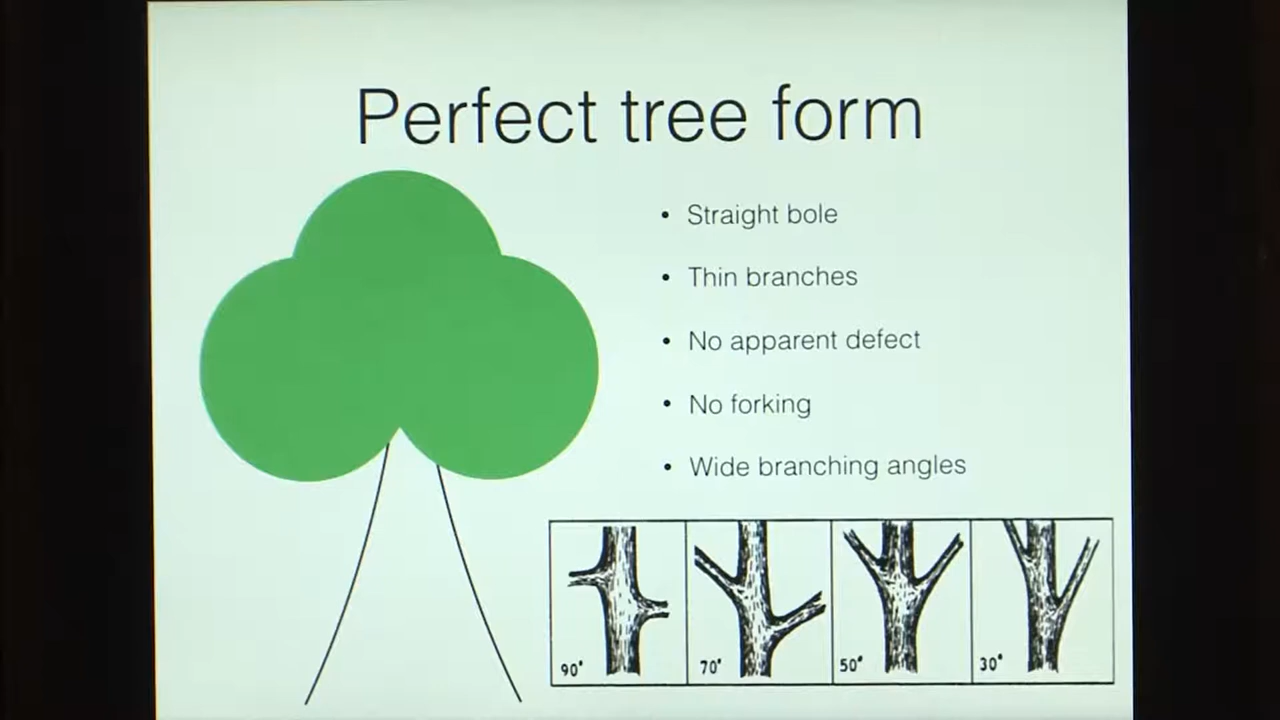 Perfect tree form
• Straight bole
• Thin branches
• No apparent defect
• No forking
• Wide branching angles
90° 70° 50° 30°